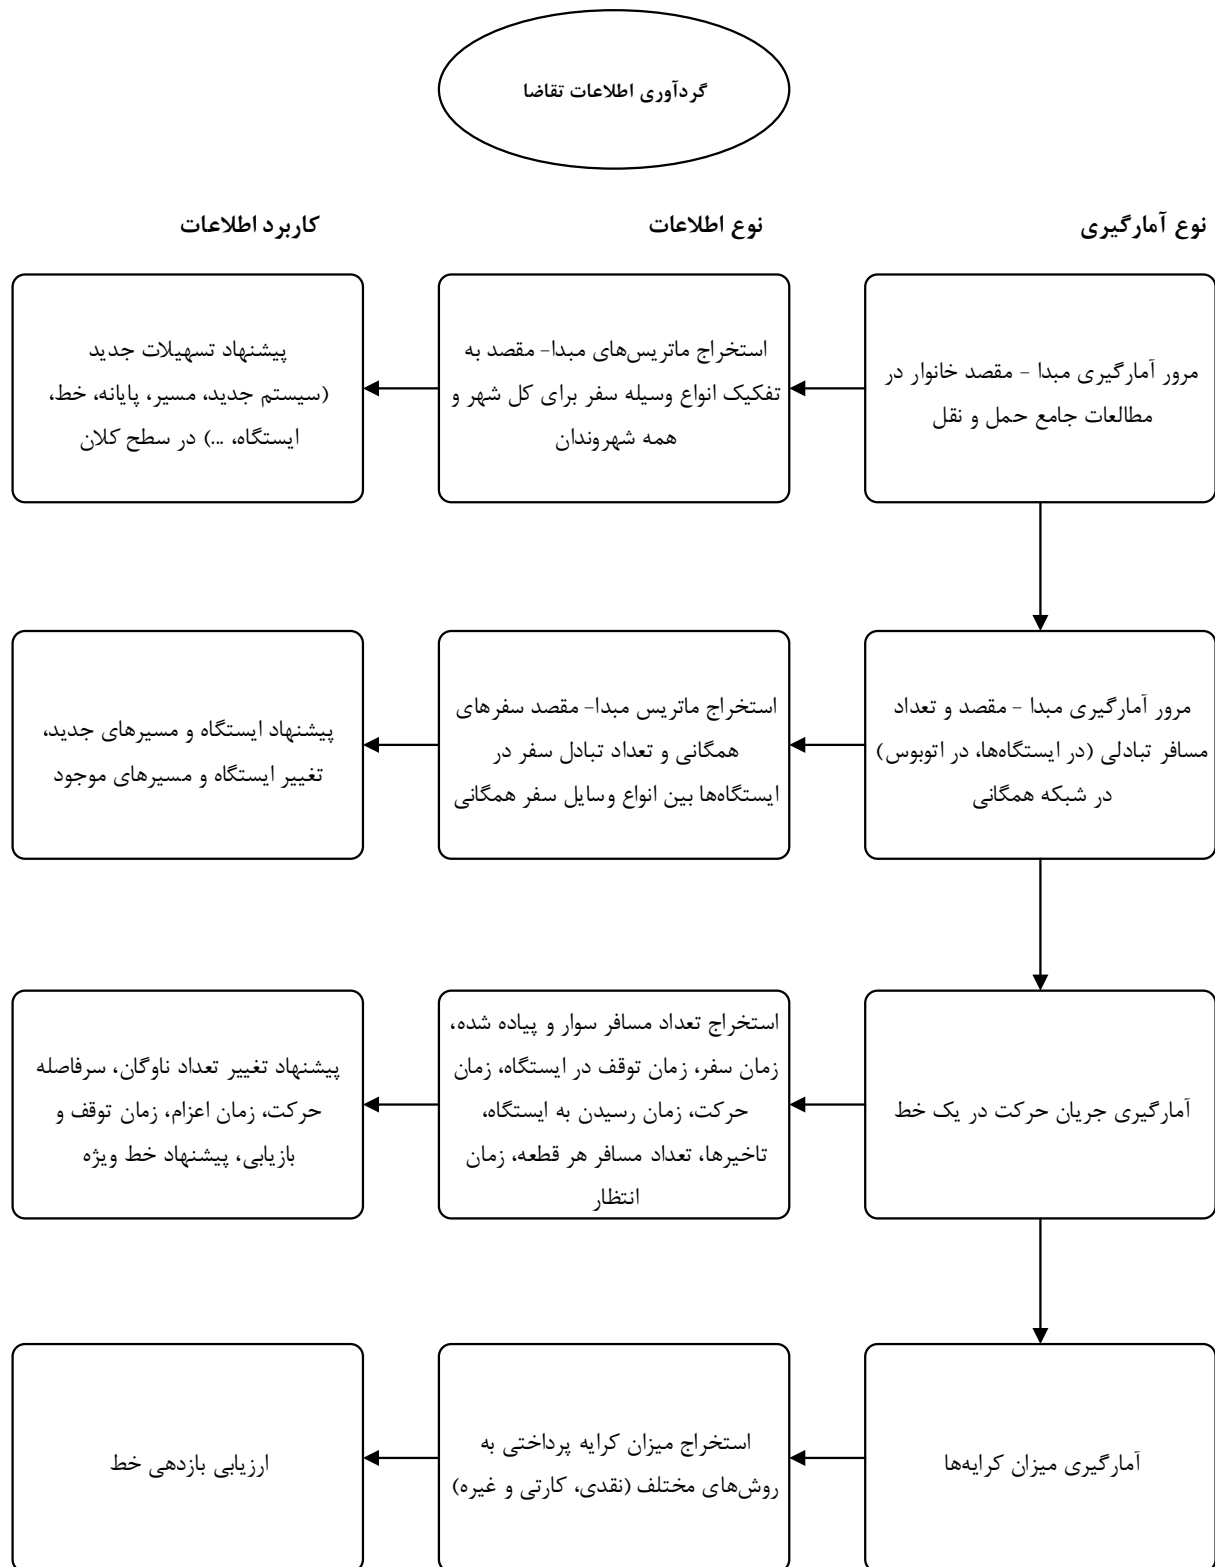 گردآوری اطلاعات تقاضا
نوع آمارگیری
نوع اطلاعات
کاربرد اطلاعات
مرور آمارگیری مبدا - مقصد خانوار در
مطالعات جامع حمل و نقل
استخراج ماتریس‌های مبدا- مقصد به
تفکیک انواع وسیله سفر برای کل شهر و
همه شهروندان
پیشنهاد تسهیلات جدید
(سیستم جدید، مسیر، پایانه، خط،
ایستگاه، ...) در سطح کلان
مرور آمارگیری مبدا - مقصد و تعداد
مسافر تبادلی (در ایستگاه‌ها، در اتوبوس)
در شبکه همگانی
استخراج ماتریس مبدا- مقصد سفرهای
همگانی و تعداد تبادل سفر در
ایستگاه‌ها بین انواع وسایل سفر همگانی
پیشنهاد ایستگاه و مسیرهای جدید،
تغییر ایستگاه و مسیرهای موجود
آمارگیری جریان حرکت در یک خط
استخراج تعداد مسافر سوار و پیاده شده،
زمان سفر، زمان توقف در ایستگاه، زمان
حرکت، زمان رسیدن به ایستگاه،
تاخیرها، تعداد مسافر هر قطعه، زمان
انتظار
پیشنهاد تغییر تعداد ناوگان، سرفاصله
حرکت، زمان اعزام، زمان توقف و
بازیابی، پیشنهاد خط ویژه
آمارگیری میزان کرایه‌ها
استخراج میزان کرایه پرداختی به
روش‌های مختلف (نقدی، کارتی و غیره)
ارزیابی بازدهی خط